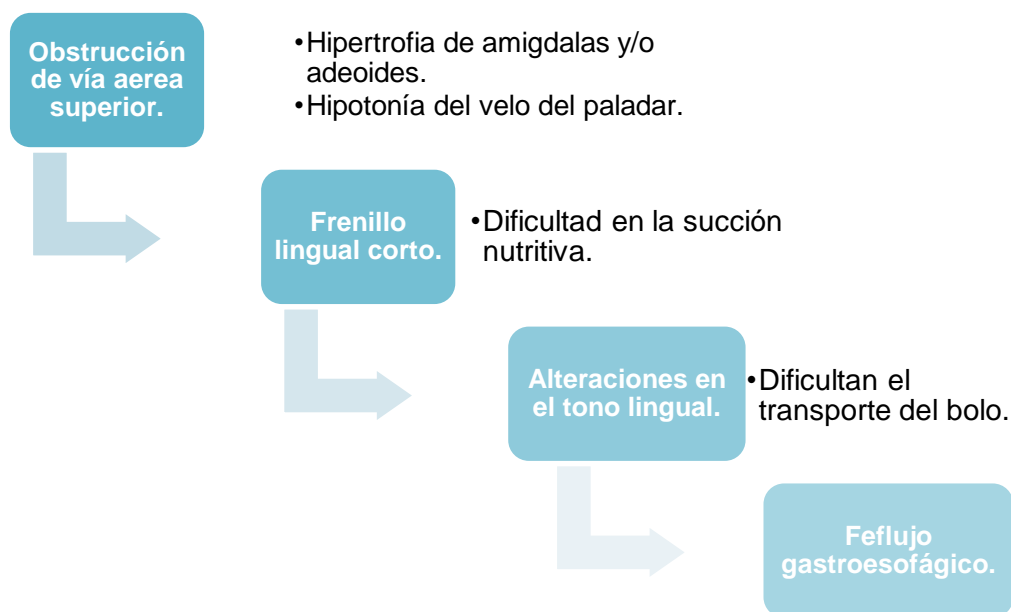 Obstrucción
de vía aerea
superior.
•Hipertrofia de amigdalas y/o
adeoides.
•Hipotonía del velo del paladar.
Frenillo
lingual corto.
•Dificultad en la succión
nutritiva.
Alteraciones en
el tono lingual.
•Dificultan el
transporte del bolo.
Feflujo
gastroesofágico.